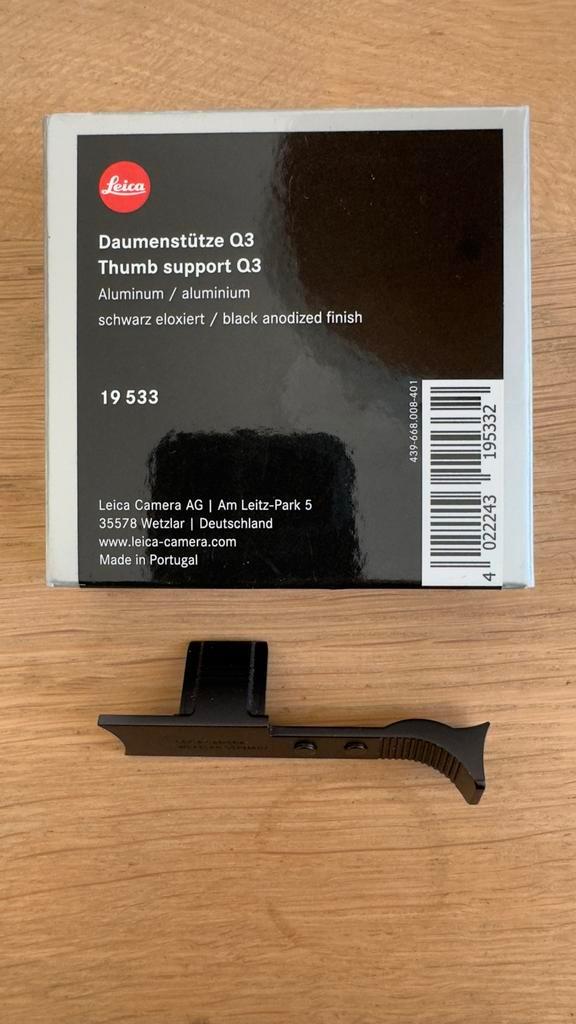 Leica
Daumenstütze Q3
Thumb support Q3
Aluminum / aluminium
schwarz eloxiert / black anodized finish
19 533
439-668.008-401
4 022243 195332
Leica Camera AG | Am Leitz-Park 5
35578 Wetzlar | Deutschland
www.leica-camera.com
Made in Portugal